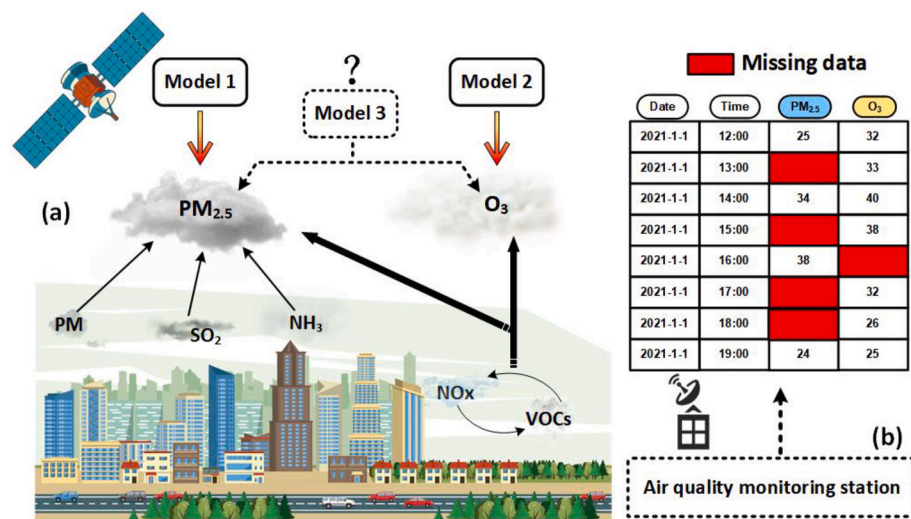 Model 1
?
Model 3
Model 2
(a)
PM2.5
O3
PM
SO2
NH3
NOx
VOCs
Missing data
Date Time PM2.5 O3
2021-1-1 12:00 25 32
2021-1-1 13:00 33
2021-1-1 14:00 34 40
2021-1-1 15:00 38
2021-1-1 16:00 38
2021-1-1 17:00 32
2021-1-1 18:00 26
2021-1-1 19:00 24 25
(b)
Air quality monitoring station